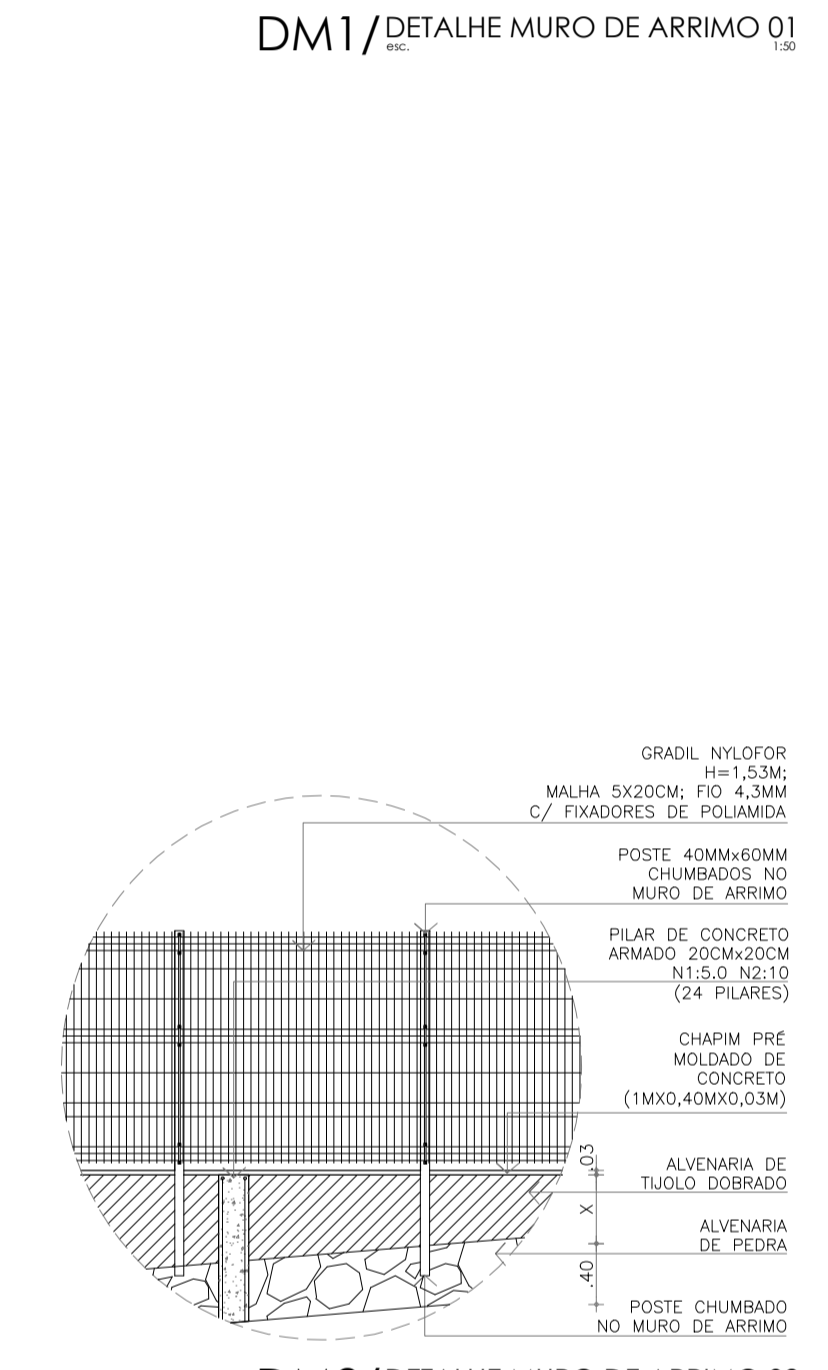 DM1/DETALHE MURO DE ARRIMO 01
esc. 1:50
GRADIL NYLOFOR
H=1,53M;
MALHA 5X20CM; FIO 4,3MM
C/ FIXADORES DE POLIAMIDA
POSTE 40MMx60MM
CHUMBADOS NO
MURO DE ARRIMO
PILAR DE CONCRETO
ARMADO 20CMx20CM
N1:5.0 N2:10
(24 PILARES)
CHAPIM PRÉ
MOLDADO DE
CONCRETO
(1MX0,40MX0,03M)
.03
ALVENARIA DE
TIJOLO DOBRADO
X
ALVENARIA
DE PEDRA
.40
POSTE CHUMBADO
NO MURO DE ARRIMO